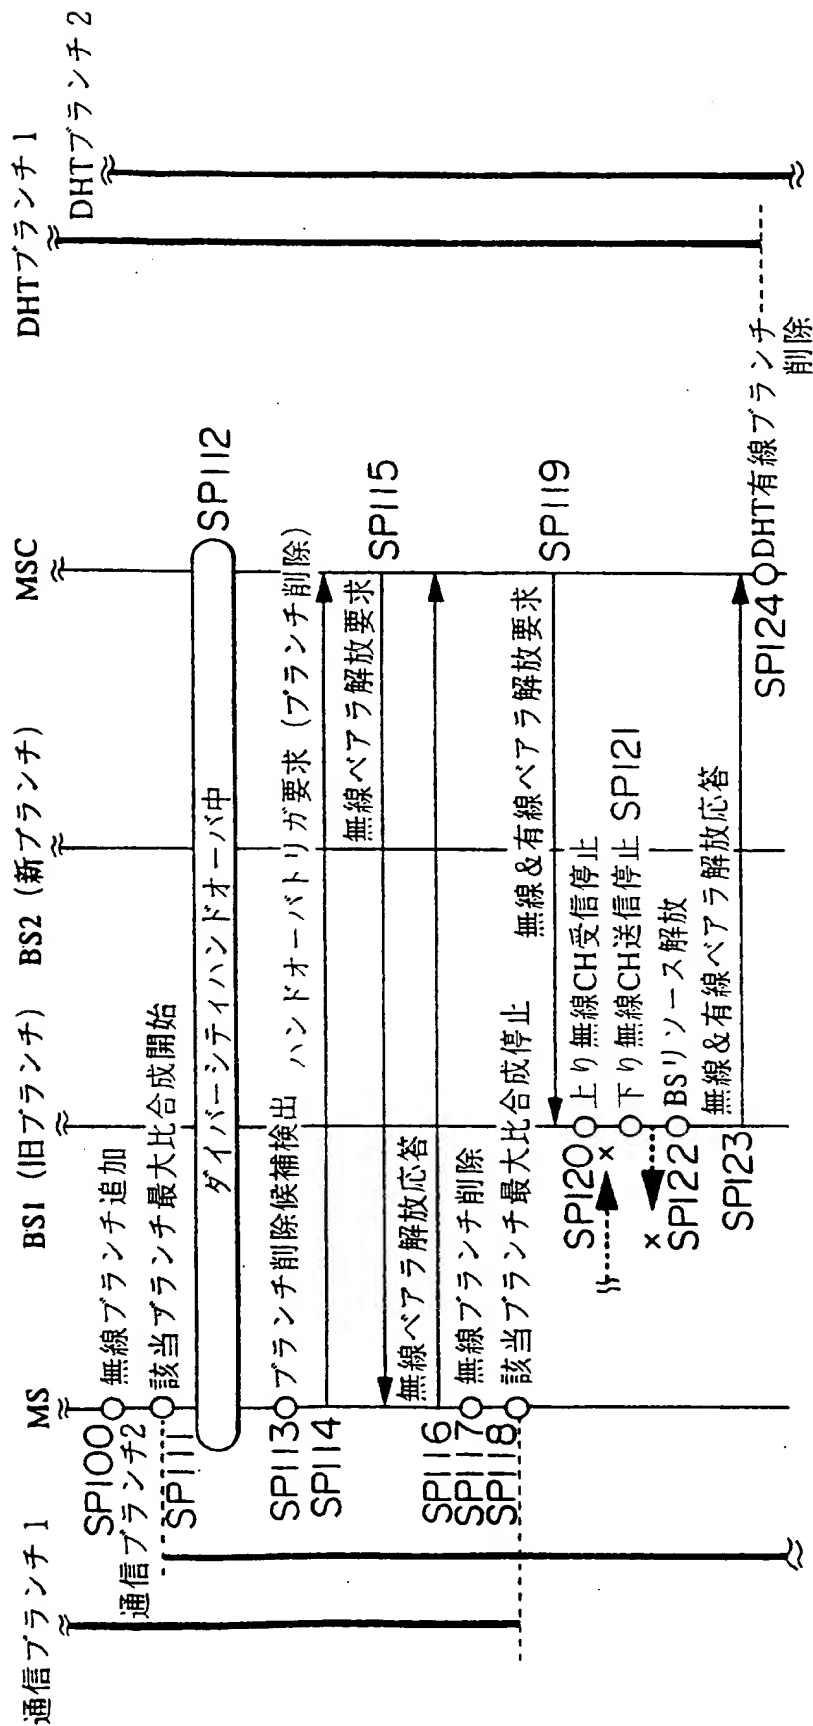 通信ブランチ1
MS
BS1 (旧ブランチ)
BS2 (新ブランチ)
MSC
DHTブランチ1
DHTブランチ2
SP100
無線ブランチ追加
通信ブランチ2
SP111
該当ブランチ最大比合成開始
ダイバーシティハンドオーバ中
SP112
SP113
ブランチ削除候補検出
SP114
ハンドオーバトリガ要求 (ブランチ削除)
無線ベアラ解放要求
SP115
SP116
無線ベアラ解放応答
SP117
無線ブランチ削除
SP118
該当ブランチ最大比合成停止
無線&有線ベアラ解放要求
SP119
SP120
上り無線CH受信停止
×
下り無線CH送信停止 SP121
×
SP122
BSリソース解放
SP123
無線&有線ベアラ解放応答
SP124
DHT有線ブランチ
削除